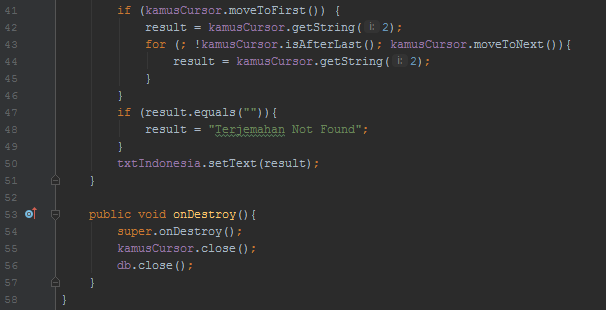 41 if (kamusCursor.moveToFirst()) {
42 result = kamusCursor.getString( i: 2);
43 for (; !kamusCursor.isAfterLast(); kamusCursor.moveToNext()){
44 result = kamusCursor.getString( i: 2);
45 }
46 }
47 if (result.equals("")){
48 result = "Terjemahan Not Found";
49 }
50 txtIndonesia.setText(result);
51 }
52
53 public void onDestroy(){
54 super.onDestroy();
55 kamusCursor.close();
56 db.close();
57 }
58 }